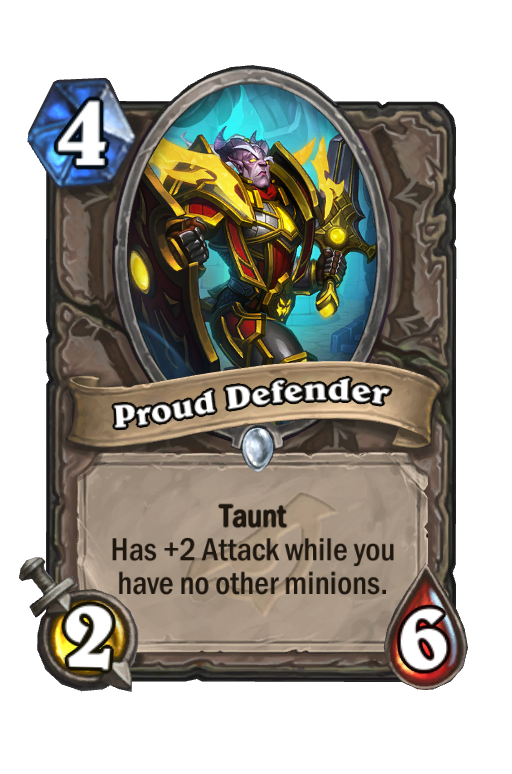 4
Proud Defender
Taunt
Has +2 Attack while you
have no other minions.
2
6